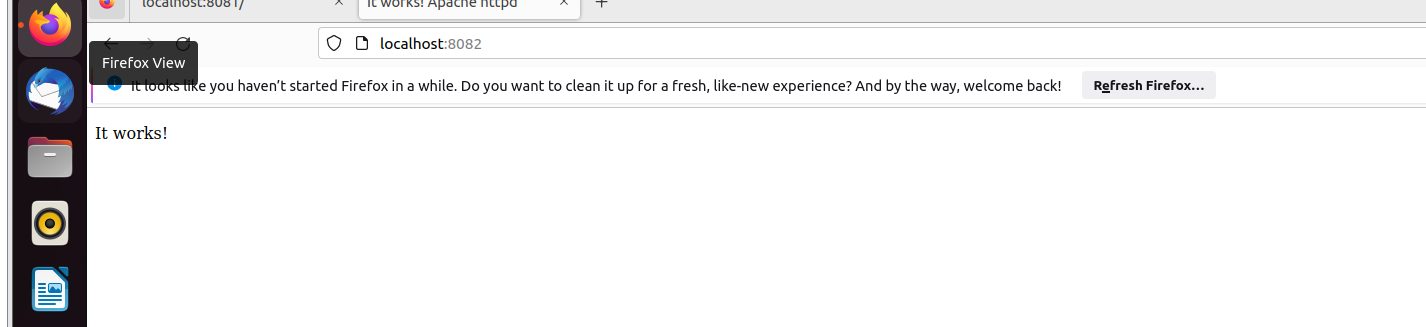 localhost:8081/
It works! Apache httpd
localhost:8082
Firefox View
It looks like you haven’t started Firefox in a while. Do you want to clean it up for a fresh, like-new experience? And by the way, welcome back!
Refresh Firefox…
It works!